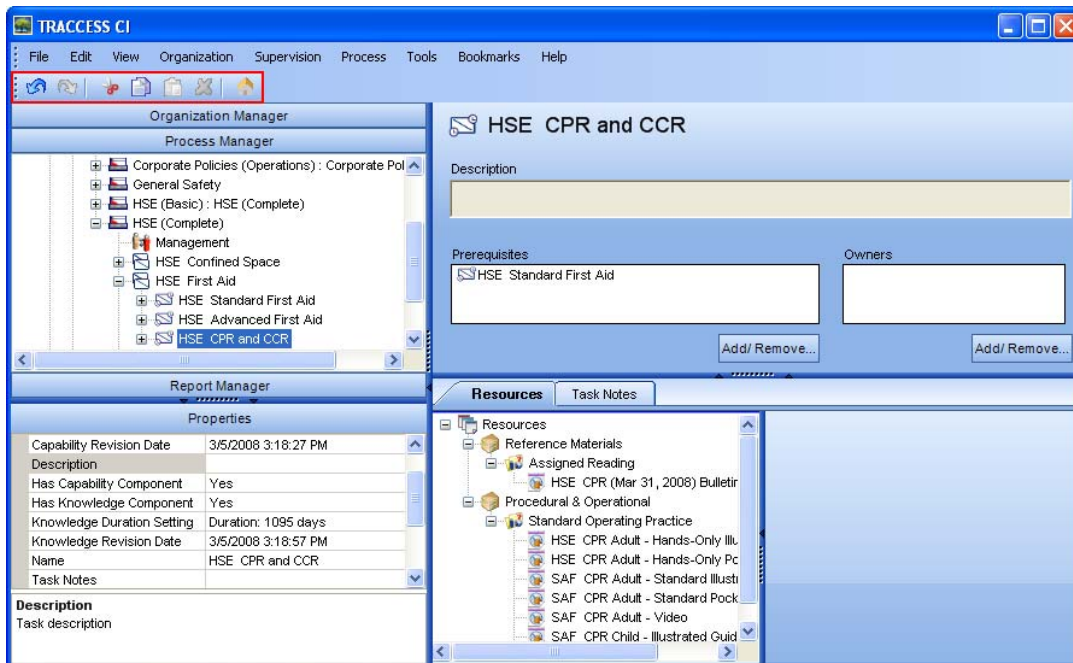 TRACCESS CI
File Edit View Organization Supervision Process Tools Bookmarks Help
Organization Manager
Process Manager
Corporate Policies (Operations) : Corporate Pol
General Safety
HSE (Basic) : HSE (Complete)
HSE (Complete)
Management
HSE Confined Space
HSE First Aid
HSE Standard First Aid
HSE Advanced First Aid
HSE CPR and CCR
Report Manager
Properties
Capability Revision Date 3/5/2008 3:18:27 PM
Description
Has Capability Component Yes
Has Knowledge Component Yes
Knowledge Duration Setting Duration: 1095 days
Knowledge Revision Date 3/5/2008 3:18:57 PM
Name HSE CPR and CCR
Task Notes
Description
Task description
HSE CPR and CCR
Description
Prerequisites Owners
HSE Standard First Aid
Add/ Remove... Add/ Remove...
Resources Task Notes
Resources
Reference Materials
Assigned Reading
HSE CPR (Mar 31, 2008) Bulletin
Procedural & Operational
Standard Operating Practice
HSE CPR Adult - Hands-Only Illu
HSE CPR Adult - Hands-Only Pc
SAF CPR Adult - Standard Illustr
SAF CPR Adult - Standard Pock
SAF CPR Adult - Video
SAF CPR Child - Illustrated Guid